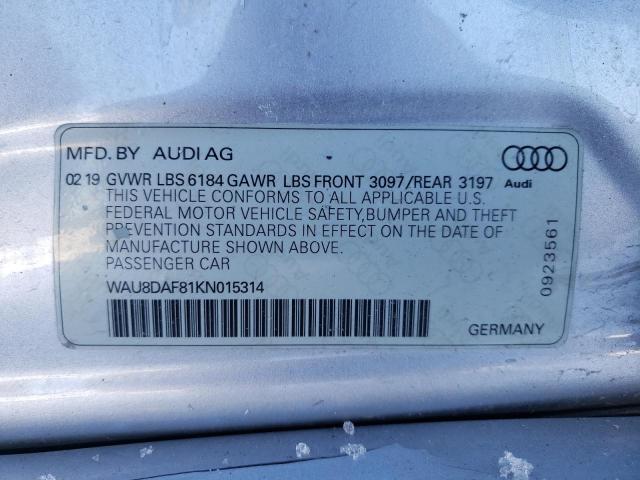 MFD. BY AUDI AG
02 19 GVWR LBS 6184 GAWR LBS FRONT 3097/REAR 3197
Audi
THIS VEHICLE CONFORMS TO ALL APPLICABLE U.S.
FEDERAL MOTOR VEHICLE SAFETY,BUMPER AND THEFT
PREVENTION STANDARDS IN EFFECT ON THE DATE OF
MANUFACTURE SHOWN ABOVE.
PASSENGER CAR
WAU8DAF81KN015314
GERMANY
0923561